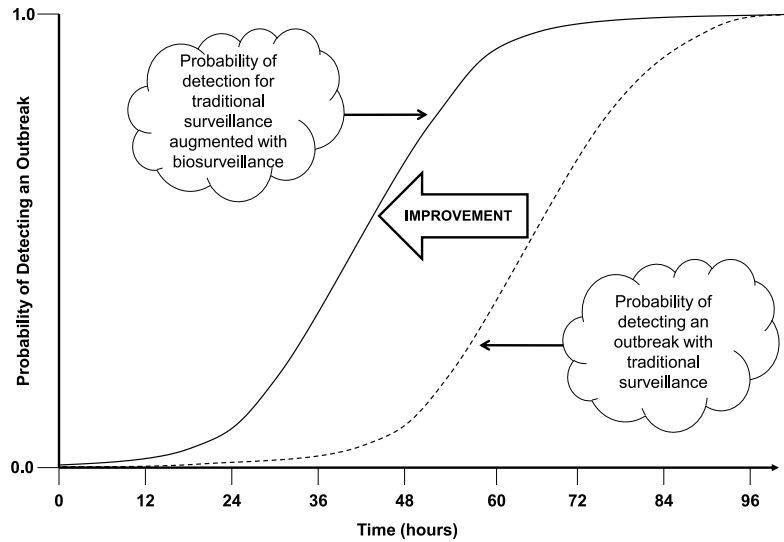 1.0
Probability of
detection for
traditional
surveillance
augmented with
biosurveillance
Probability of Detecting an Outbreak
IMPROVEMENT
Probability of
detecting an
outbreak with
traditional
surveillance
0.0
0 12 24 36 48 60 72 84 96
Time (hours)